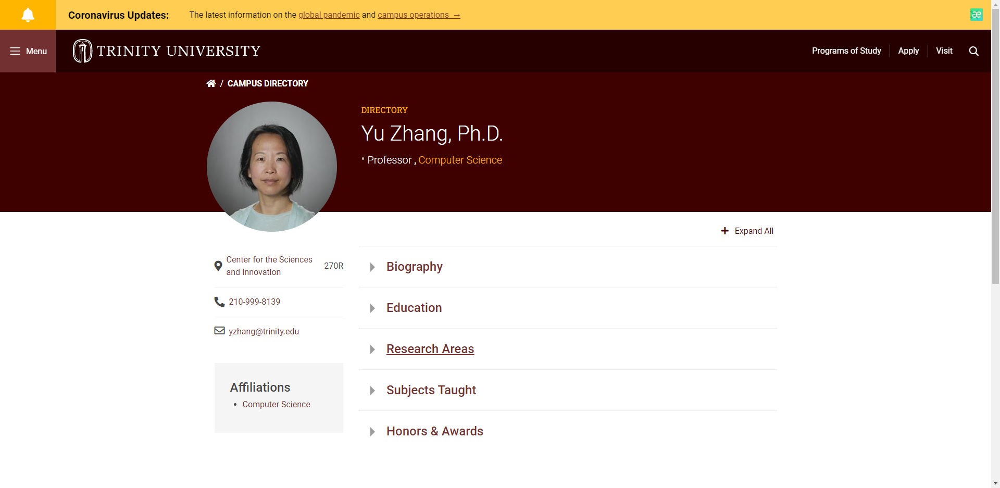 Coronavirus Updates: The latest information on the global pandemic and campus operations →
æ
Menu
TRINITY UNIVERSITY
Programs of Study
Apply
Visit
/ CAMPUS DIRECTORY
DIRECTORY
Yu Zhang, Ph.D.
Professor , Computer Science
Expand All
Center for the Sciences
and Innovation
270R
210-999-8139
yzhang@trinity.edu
Affiliations
Computer Science
Biography
Education
Research Areas
Subjects Taught
Honors & Awards